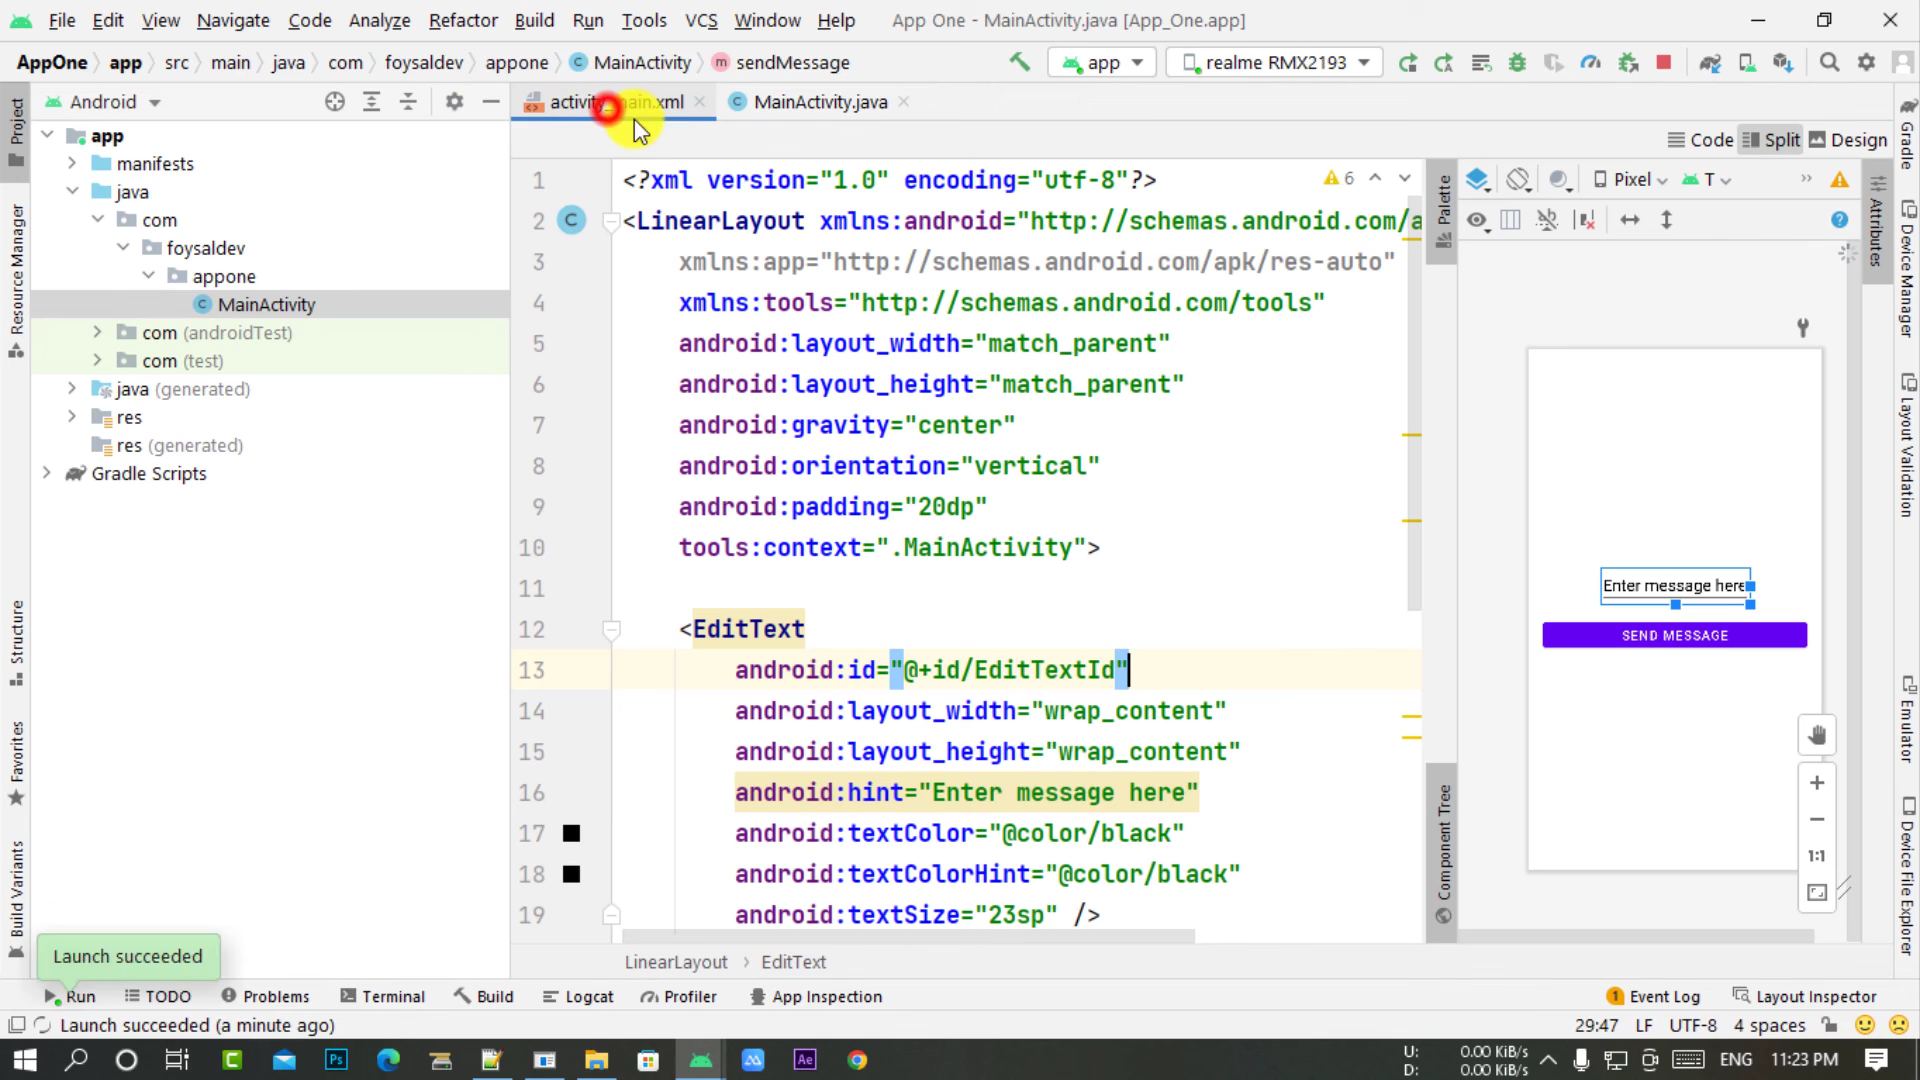 File Edit View Navigate Code Analyze Refactor Build Run Tools VCS Window Help App One - MainActivity.java [App_One.app]
AppOne app src main java com foysaldev appone MainActivity sendMessage app realme RMX2193
Android activity_main.xml MainActivity.java
Code Split Design
Project
Resource Manager
Structure
Favorites
Build Variants
app
manifests
java
com
foysaldev
appone
MainActivity
com (androidTest)
com (test)
java (generated)
res
res (generated)
Gradle Scripts
1 <?xml version="1.0" encoding="utf-8"?>
2 <LinearLayout xmlns:android="http://schemas.android.com/a
3 xmlns:app="http://schemas.android.com/apk/res-auto"
4 xmlns:tools="http://schemas.android.com/tools"
5 android:layout_width="match_parent"
6 android:layout_height="match_parent"
7 android:gravity="center"
8 android:orientation="vertical"
9 android:padding="20dp"
10 tools:context=".MainActivity">
11
12 <EditText
13 android:id="@+id/EditTextId"
14 android:layout_width="wrap_content"
15 android:layout_height="wrap_content"
16 android:hint="Enter message here"
17 android:textColor="@color/black"
18 android:textColorHint="@color/black"
19 android:textSize="23sp" />
6
Palette
Component Tree
Pixel T
Enter message here
SEND MESSAGE
1:1
Attributes
Gradle
Device Manager
Layout Validation
Emulator
Device File Explorer
LinearLayout EditText
Launch succeeded
Run TODO Problems Terminal Build Logcat Profiler App Inspection 1 Event Log Layout Inspector
Launch succeeded (a minute ago) 29:47 LF UTF-8 4 spaces
C Ps Ae
U: 0.00 KiB/s
D: 0.00 KiB/s
ENG 11:23 PM